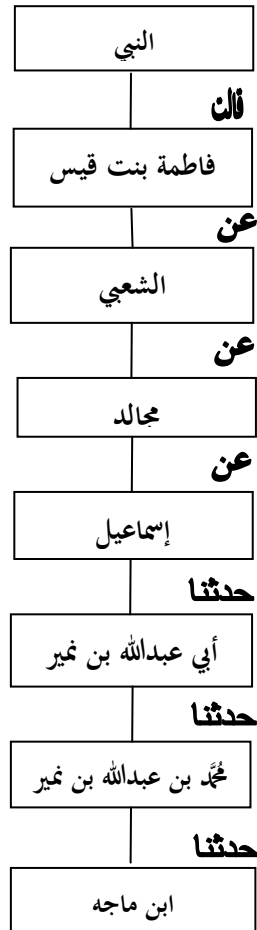 النبي
قالت
فاطمة بنت قيس
عن
الشعبي
عن
مجالد
عن
إسماعيل
حدثنا
أبي عبدالله بن نمير
حدثنا
مُحَمَّد بن عبدالله بن نمير
حدثنا
ابن ماجه